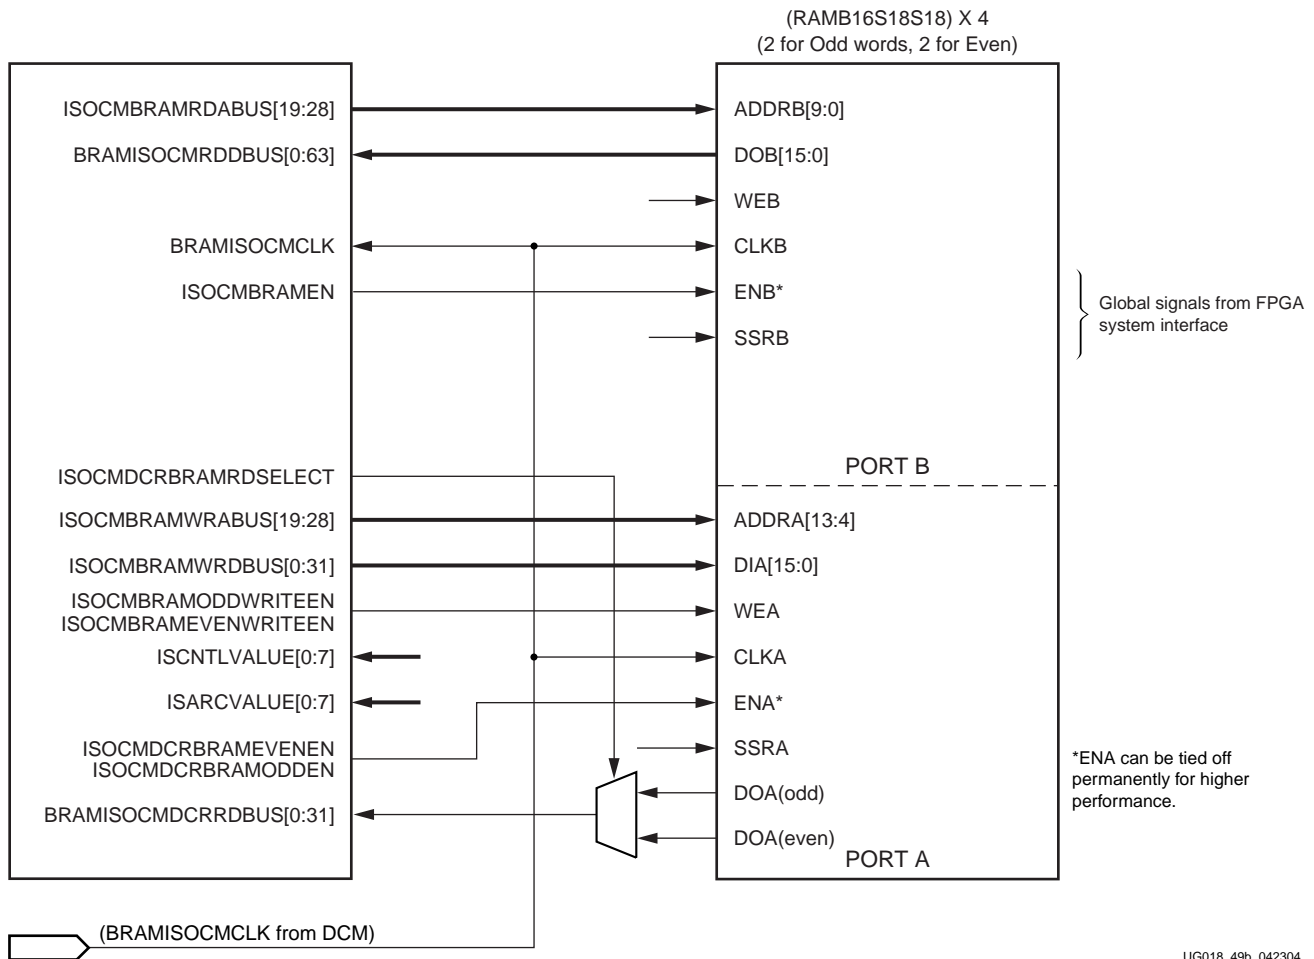 (RAMB16S18S18) X 4
(2 for Odd words, 2 for Even)
ISOCMBRAMRDABUS[19:28]
ADDRB[9:0]
BRAMISOCMRDDBUS[0:63]
DOB[15:0]
WEB
BRAMISOCMCLK
CLKB
ISOCMBRAMEN
ENB*
Global signals from FPGA
system interface
SSRB
PORT B
ISOCMDCRBRAMRDSELECT
ISOCMBRAMWRABUS[19:28]
ADDRA[13:4]
ISOCMBRAMWRDBUS[0:31]
DIA[15:0]
ISOCMBRAMODDWRITEEN
ISOCMBRAMEVENWRITEEN
WEA
ISCNTLVALUE[0:7]
CLKA
ISARCVALUE[0:7]
ENA*
ISOCMDCRBRAMEVENEN
ISOCMDCRBRAMODDEN
SSRA
*ENA can be tied off
permanently for higher
performance.
DOA(odd)
BRAMISOCMDCRRDBUS[0:31]
DOA(even)
PORT A
(BRAMISOCMCLK from DCM)
UG018_49b_042304